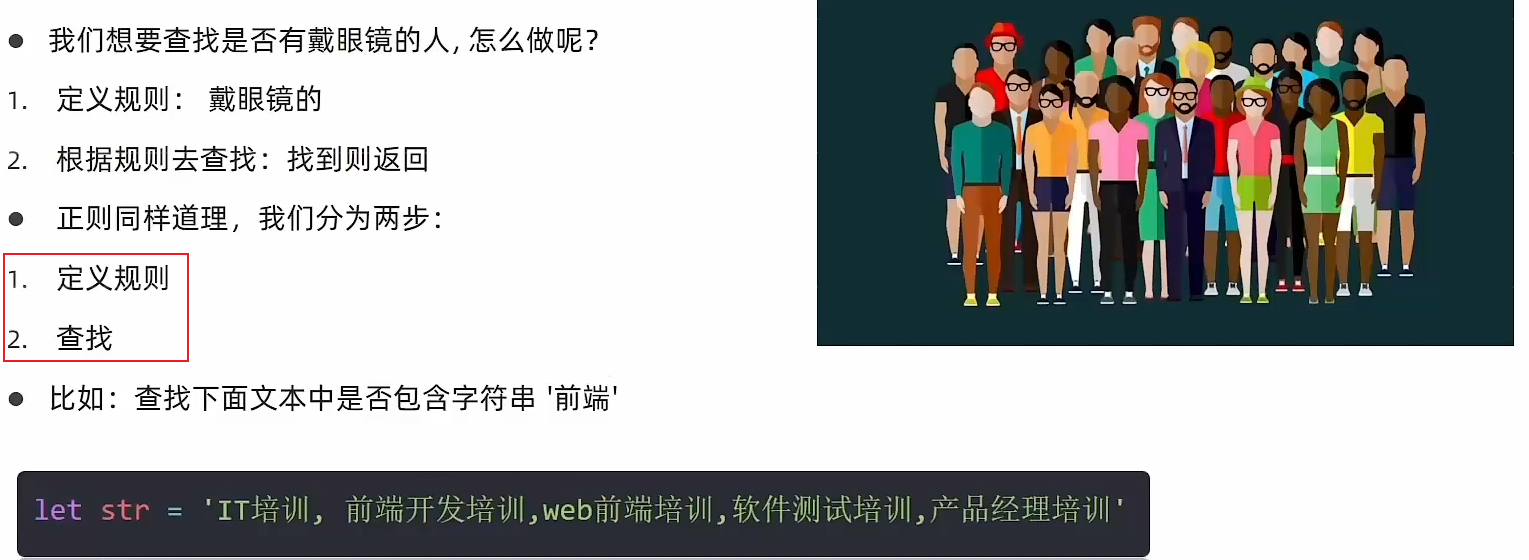 ● 我们想要查找是否有戴眼镜的人, 怎么做呢?
1. 定义规则： 戴眼镜的
2. 根据规则去查找：找到则返回
● 正则同样道理，我们分为两步：
1. 定义规则
2. 查找
● 比如：查找下面文本中是否包含字符串 '前端'
let str = 'IT培训, 前端开发培训,web前端培训,软件测试培训,产品经理培训'